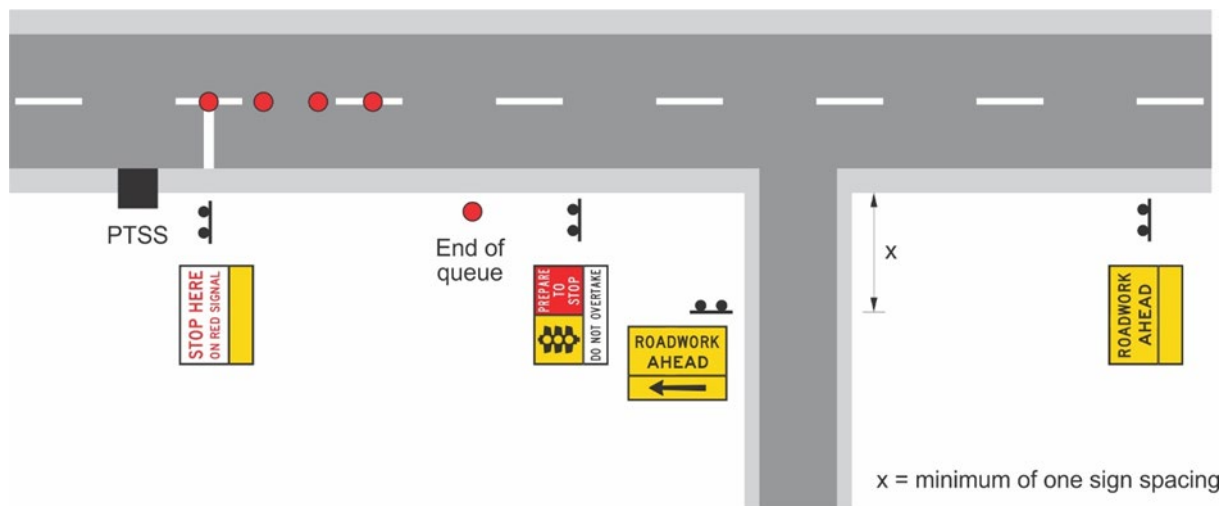 PTSS
STOP HERE
ON RED SIGNAL
End of
queue
PREPARE
TO
STOP
DO NOT OVERTAKE
ROADWORK
AHEAD
x
ROADWORK
AHEAD
x = minimum of one sign spacing